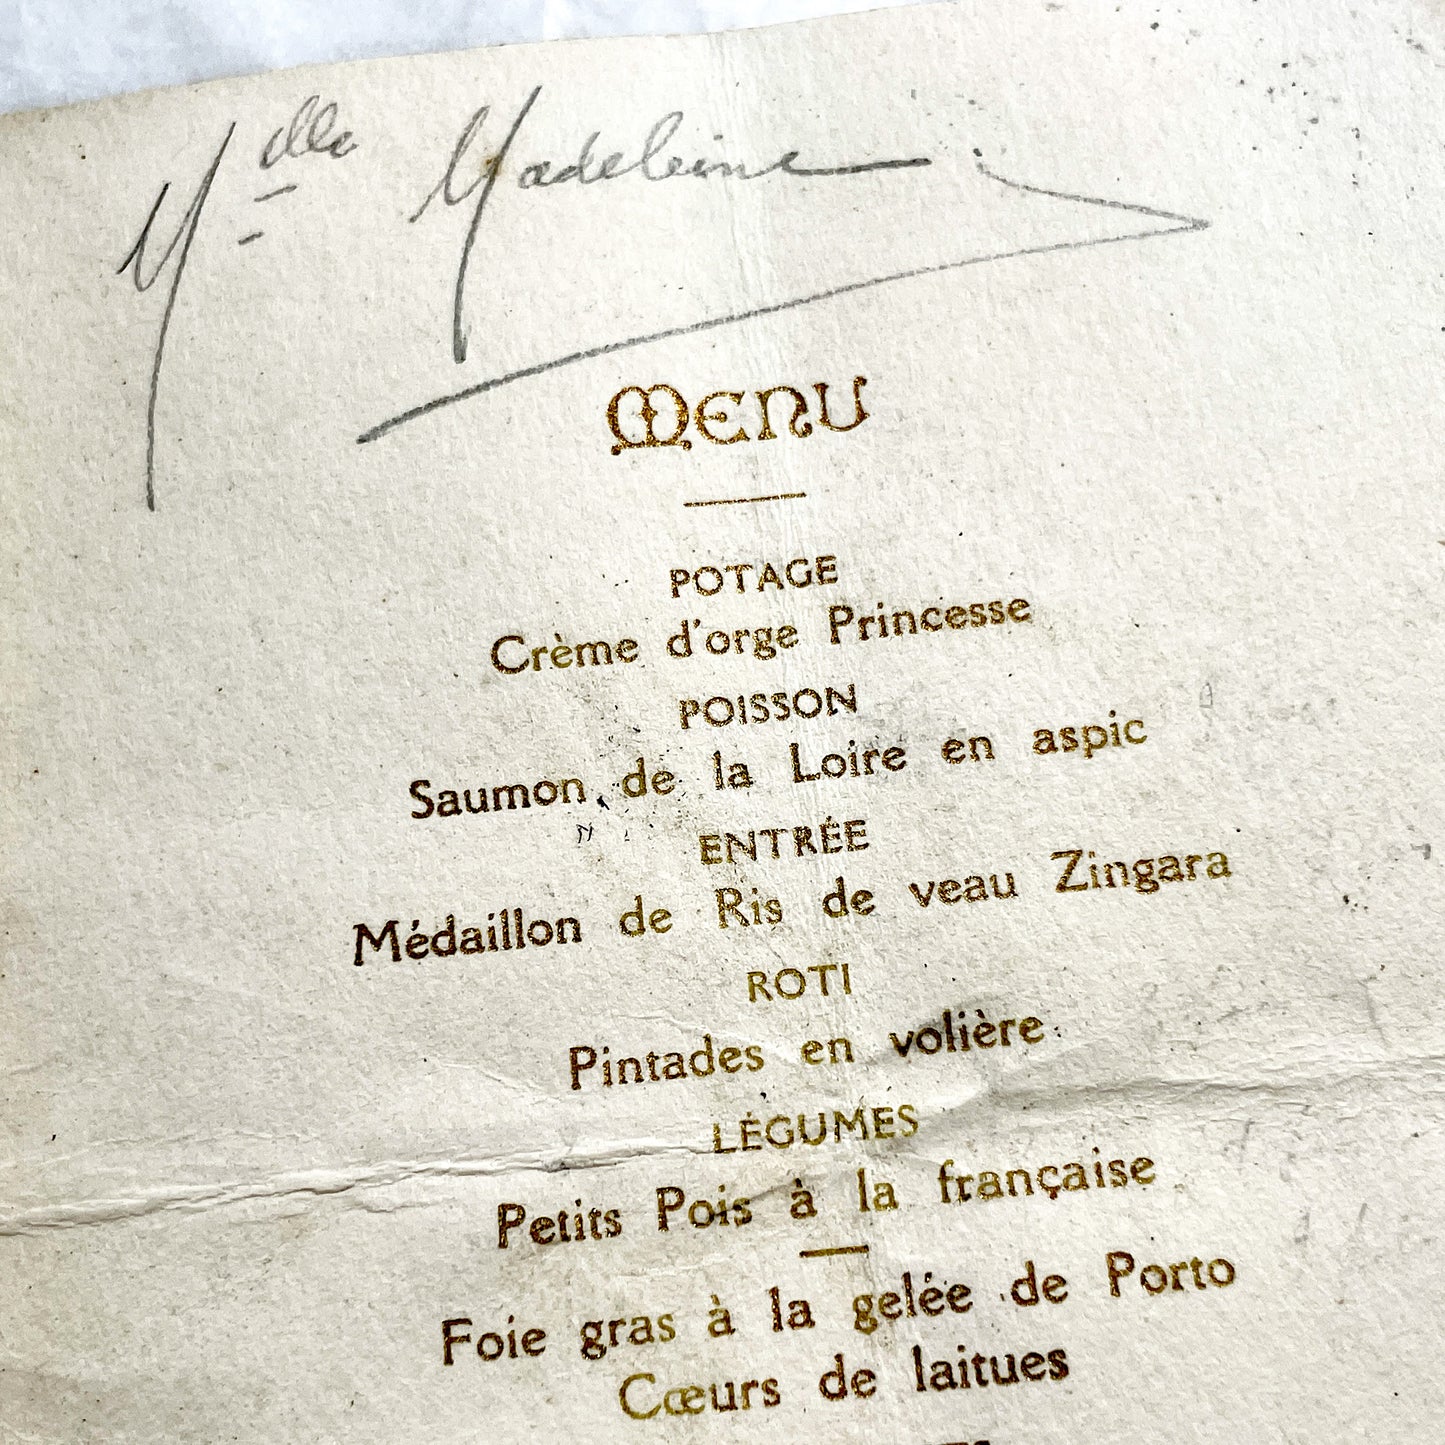 Mlle Madeleine
MENU
POTAGE
Crème d'orge Princesse
POISSON
Saumon de la Loire en aspic
ENTRÉE
Médaillon de Ris de veau Zingara
ROTI
Pintades en volière
LÉGUMES
Petits Pois à la française
Foie gras à la gelée de Porto
Cœurs de laitues